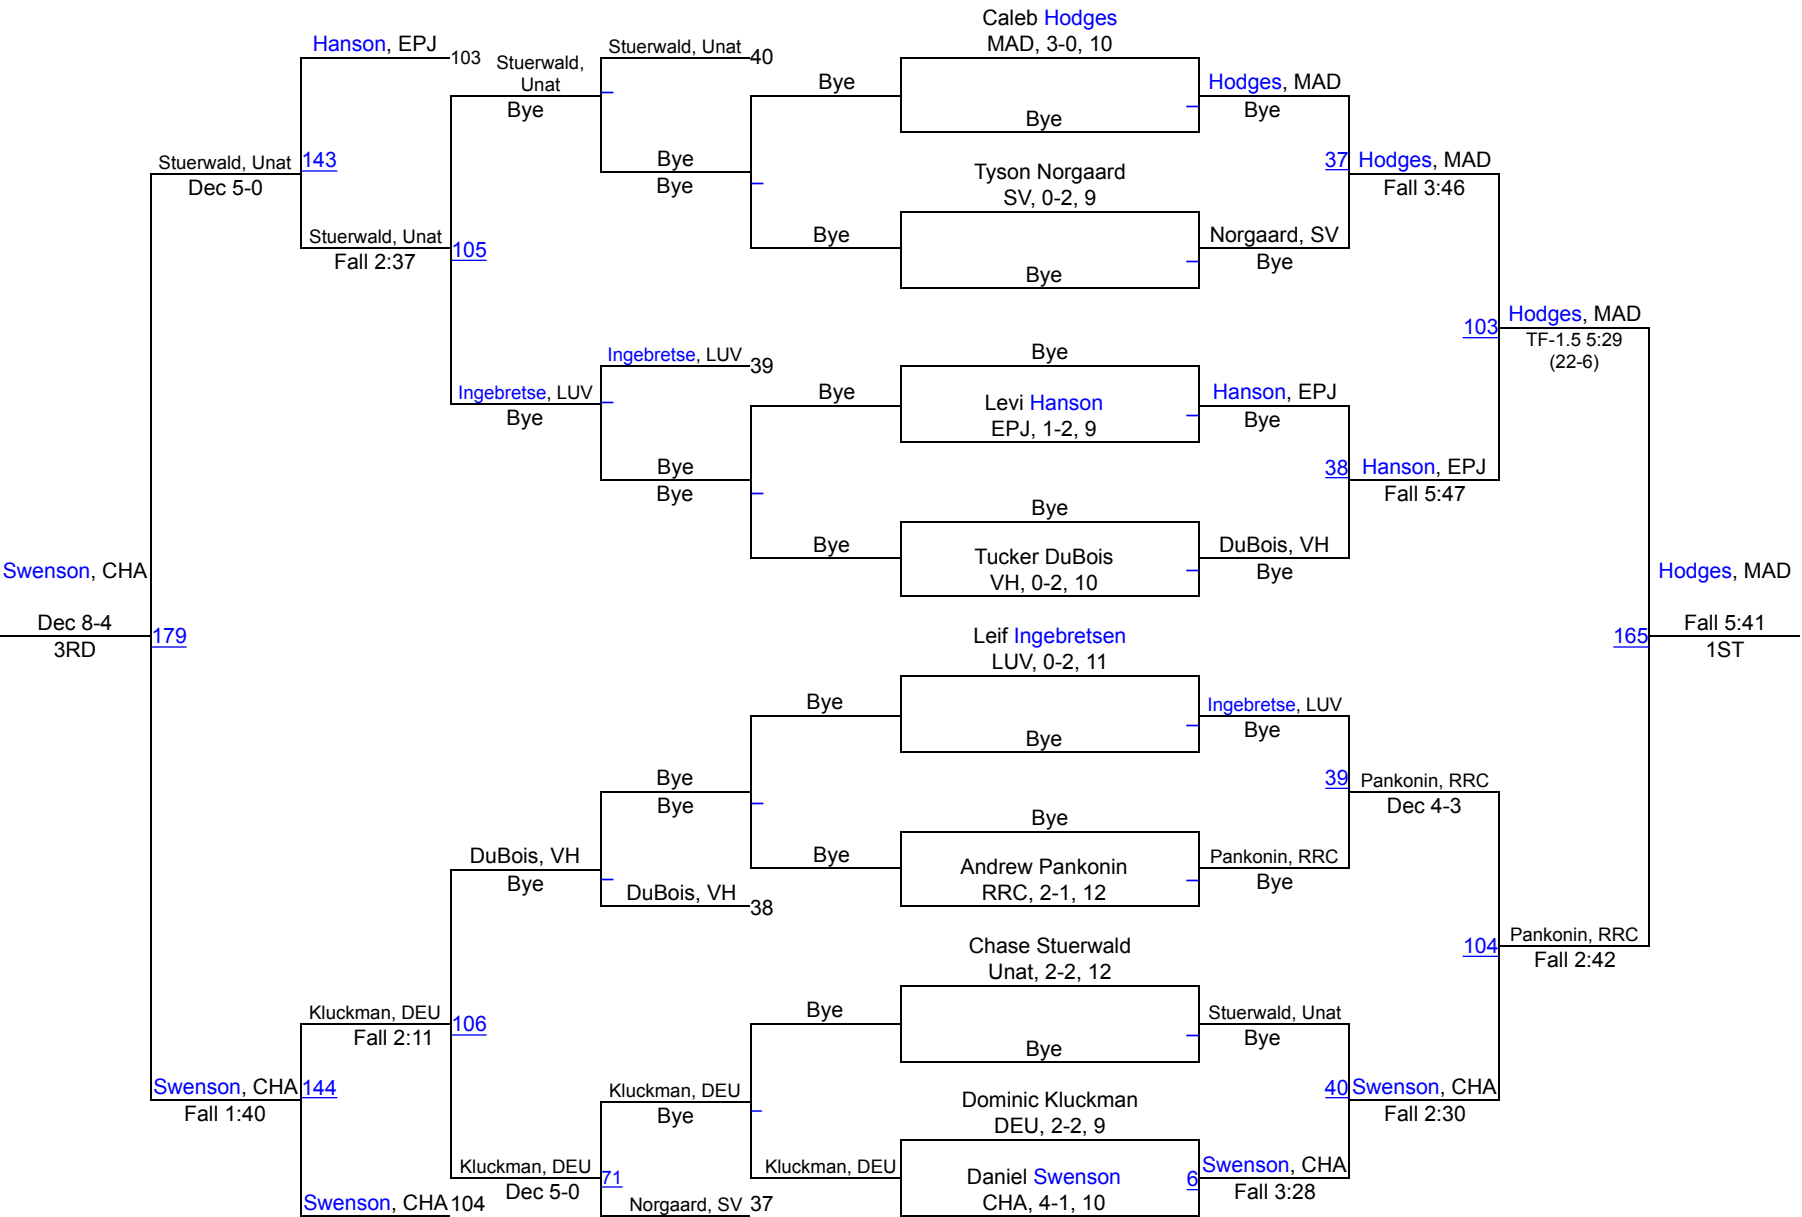 Caleb Hodges
MAD, 3-0, 10
Hanson, EPJ
103
Stuerwald,
Unat
Bye
Stuerwald, Unat
40
Bye
Bye
Hodges, MAD
Bye
Stuerwald, Unat
Dec 5-0
143
Bye
Bye
Tyson Norgaard
SV, 0-2, 9
37
Hodges, MAD
Fall 3:46
Stuerwald, Unat
Fall 2:37
105
Bye
Bye
Norgaard, SV
Bye
103
Hodges, MAD
TF-1.5 5:29
(22-6)
Ingebretse, LUV
39
Bye
Ingebretse, LUV
Bye
Bye
Levi Hanson
EPJ, 1-2, 9
Hanson, EPJ
Bye
Bye
Bye
38
Hanson, EPJ
Fall 5:47
Bye
Bye
Tucker DuBois
VH, 0-2, 10
DuBois, VH
Bye
Swenson, CHA
Dec 8-4
3RD
179
Hodges, MAD
Fall 5:41
1ST
165
Leif Ingebretsen
LUV, 0-2, 11
Bye
Bye
Ingebretse, LUV
Bye
Bye
Bye
39
Pankonin, RRC
Dec 4-3
Bye
DuBois, VH
Bye
Bye
Andrew Pankonin
RRC, 2-1, 12
Pankonin, RRC
Bye
DuBois, VH
38
Chase Stuerwald
Unat, 2-2, 12
104
Pankonin, RRC
Fall 2:42
Kluckman, DEU
Fall 2:11
106
Bye
Bye
Stuerwald, Unat
Bye
Swenson, CHA
Fall 1:40
144
Kluckman, DEU
Bye
Dominic Kluckman
DEU, 2-2, 9
40
Swenson, CHA
Fall 2:30
Kluckman, DEU
Dec 5-0
71
Kluckman, DEU
Daniel Swenson
CHA, 4-1, 10
6
Swenson, CHA
Fall 3:28
Swenson, CHA
104
Norgaard, SV
37